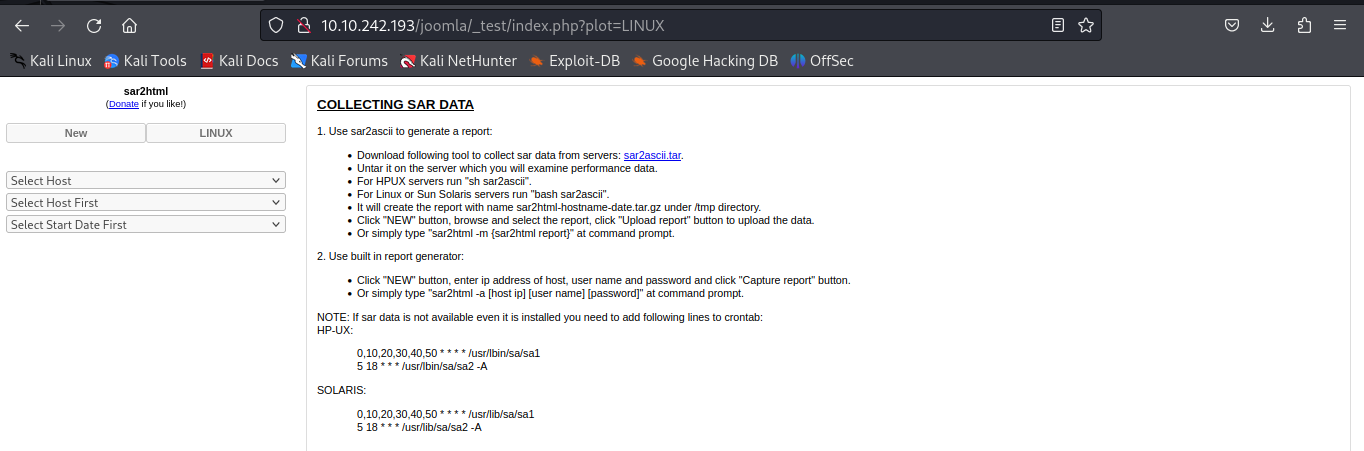 10.10.242.193/joomla/_test/index.php?plot=LINUX
Kali Linux Kali Tools Kali Docs Kali Forums Kali NetHunter Exploit-DB Google Hacking DB OffSec
sar2html
(Donate if you like!)
New LINUX
Select Host
Select Host First
Select Start Date First
COLLECTING SAR DATA
1. Use sar2ascii to generate a report:
• Download following tool to collect sar data from servers: sar2ascii.tar.
• Untar it on the server which you will examine performance data.
• For HPUX servers run "sh sar2ascii".
• For Linux or Sun Solaris servers run "bash sar2ascii".
• It will create the report with name sar2html-hostname-date.tar.gz under /tmp directory.
• Click "NEW" button, browse and select the report, click "Upload report" button to upload the data.
• Or simply type "sar2html -m {sar2html report}" at command prompt.
2. Use built in report generator:
• Click "NEW" button, enter ip address of host, user name and password and click "Capture report" button.
• Or simply type "sar2html -a [host ip] [user name] [password]" at command prompt.
NOTE: If sar data is not available even it is installed you need to add following lines to crontab:
HP-UX:
0,10,20,30,40,50 * * * * /usr/lbin/sa/sa1
5 18 * * * /usr/lbin/sa/sa2 -A
SOLARIS:
0,10,20,30,40,50 * * * * /usr/lib/sa/sa1
5 18 * * * /usr/lib/sa/sa2 -A